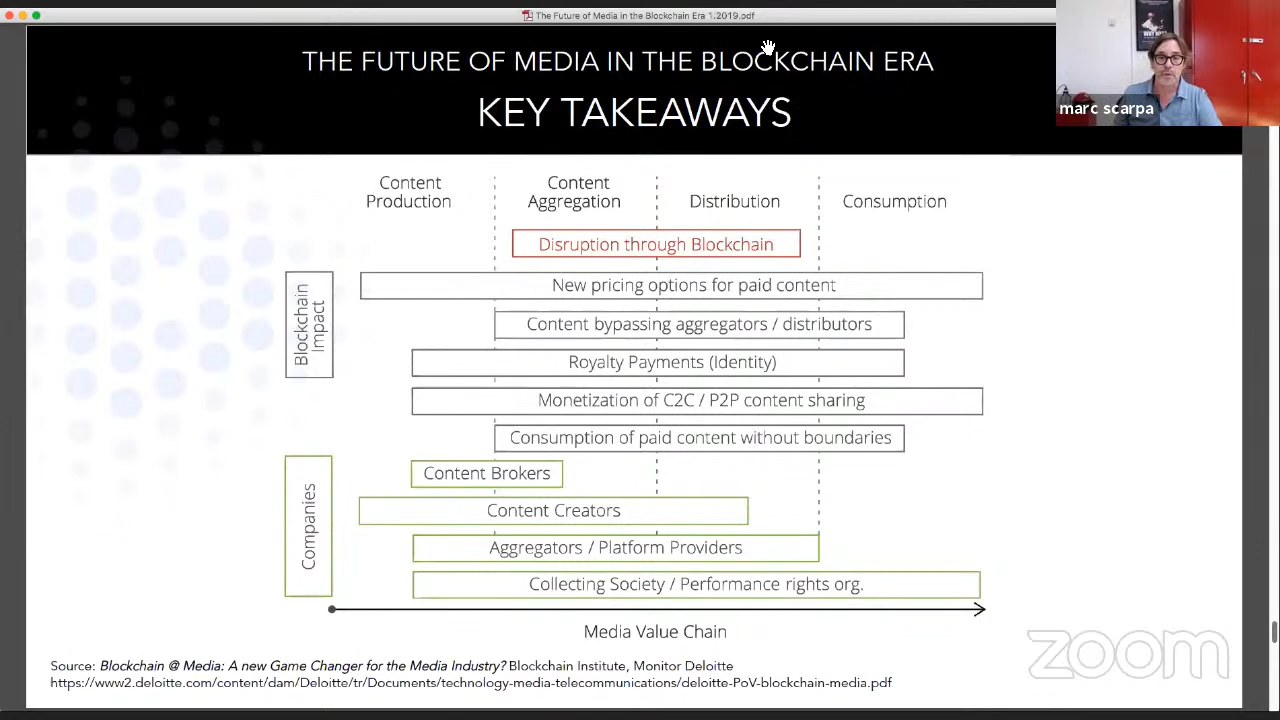 The Future of Media in the Blockchain Era 1.2019.pdf
THE FUTURE OF MEDIA IN THE BLOCKCHAIN ERA
KEY TAKEAWAYS
marc scarpa
Content
Production
Content
Aggregation
Distribution
Consumption
Disruption through Blockchain
Blockchain
Impact
New pricing options for paid content
Content bypassing aggregators / distributors
Royalty Payments (Identity)
Monetization of C2C / P2P content sharing
Consumption of paid content without boundaries
Companies
Content Brokers
Content Creators
Aggregators / Platform Providers
Collecting Society / Performance rights org.
Media Value Chain
zoom
Source: Blockchain @ Media: A new Game Changer for the Media Industry? Blockchain Institute, Monitor Deloitte
https://www2.deloitte.com/content/dam/Deloitte/tr/Documents/technology-media-telecommunications/deloitte-PoV-blockchain-media.pdf